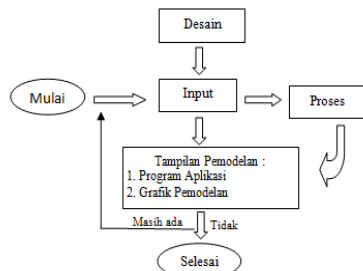 Desain
Mulai
Input
Proses
Tampilan Pemodelan :
1. Program Aplikasi
2. Grafik Pemodelan
Masih ada
Tidak
Selesai